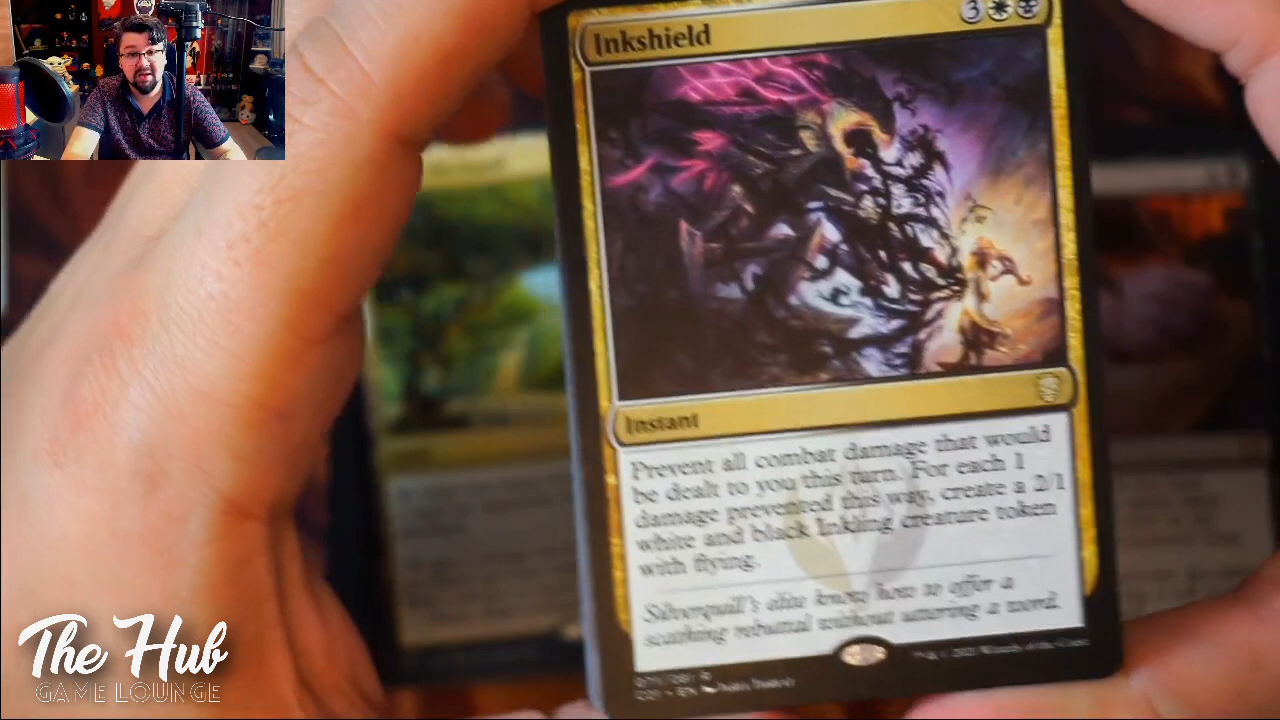 Inkshield
3
Instant
Prevent all combat damage that would
be dealt to you this turn. For each 1
damage prevented this way, create a 2/1
white and black Inkling creature token
with flying.
Silverquill's elite know how to offer a
scathing rebuttal without uttering a word.
The Hub
GAME LOUNGE